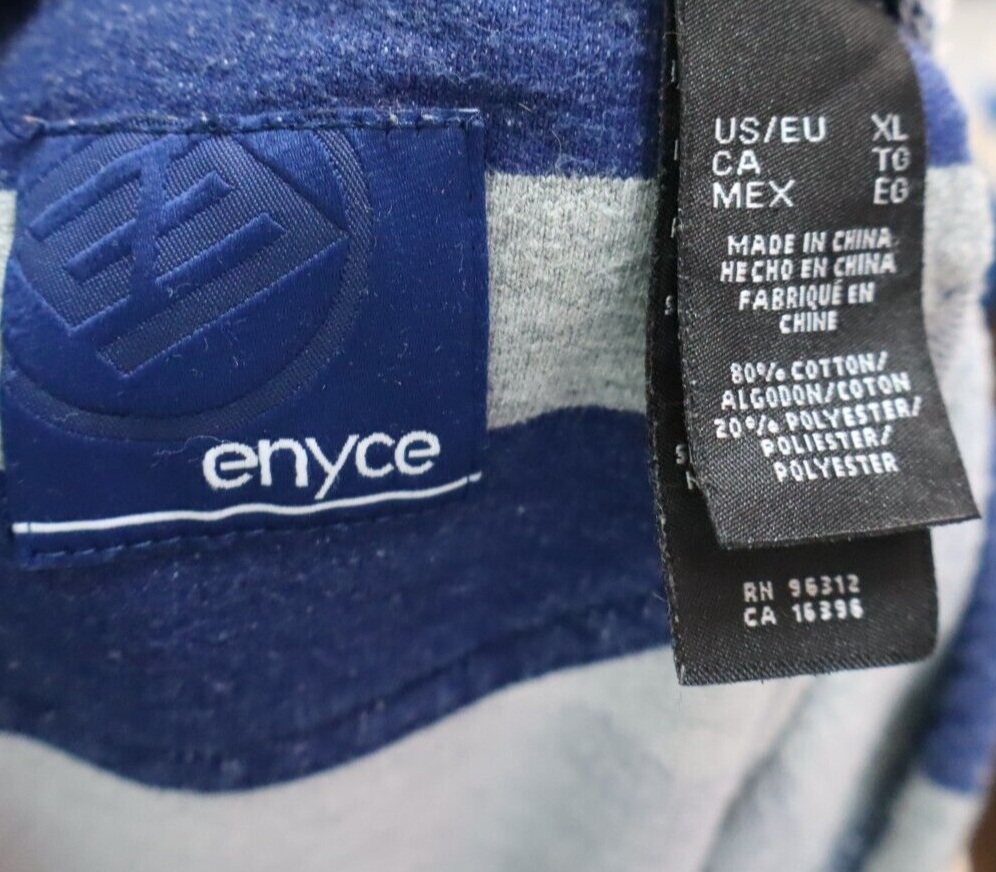 enyce
US/EU XL
CA TG
MEX EG
MADE IN CHINA
HECHO EN CHINA
FABRIQUÉ EN
CHINE
80% COTTON/
ALGODON/COTON
20% POLYESTER/
POLIESTER/
POLYESTER
RN 96312
CA 16396